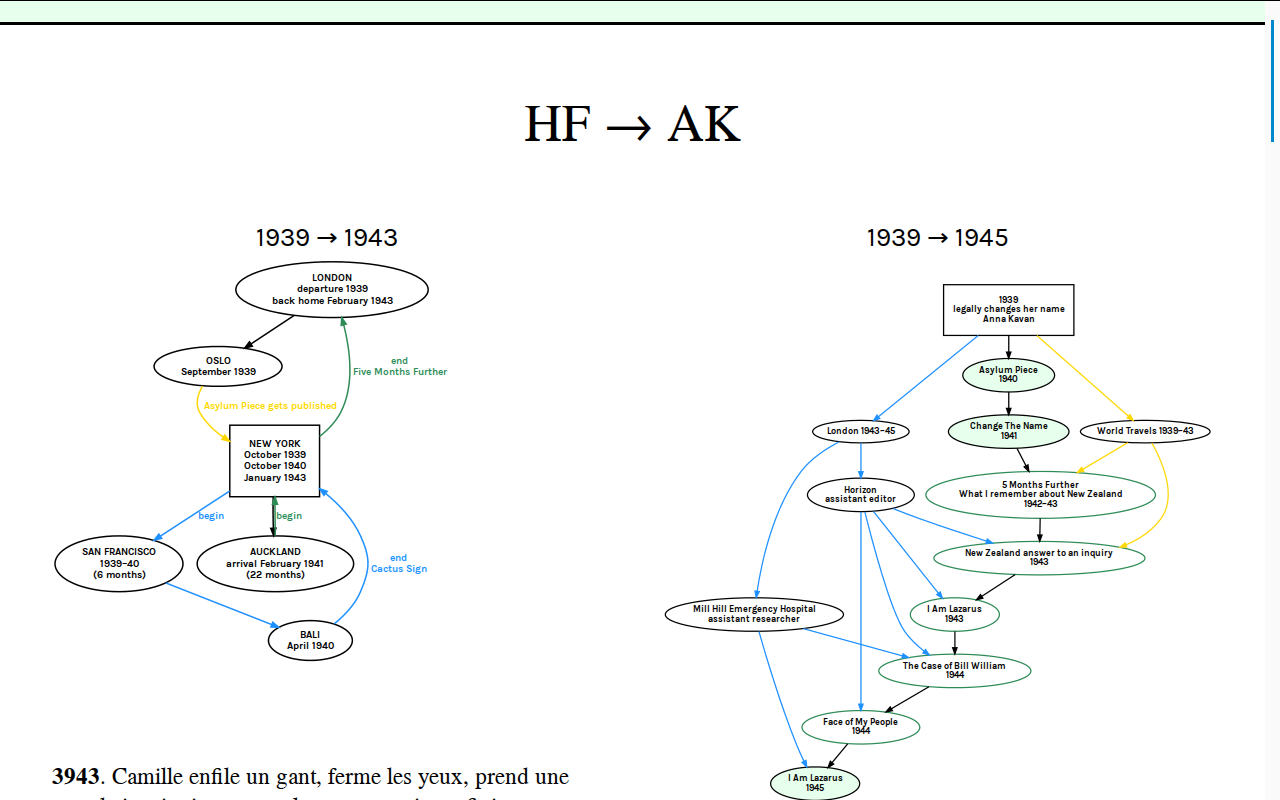 HF → AK
1939 → 1943
LONDON
departure 1939
back home February 1943
OSLO
September 1939
end
Five Months Further
Asylum Piece gets published
NEW YORK
October 1939
October 1940
January 1943
begin
begin
SAN FRANCISCO
1939–40
(6 months)
AUCKLAND
arrival February 1941
(22 months)
end
Cactus Sign
BALI
April 1940
1939 → 1945
1939
legally changes her name
Anna Kavan
Asylum Piece
1940
London 1943–45
Change The Name
1941
World Travels 1939–43
Horizon
assistant editor
5 Months Further
What I remember about New Zealand
1942–43
New Zealand answer to an inquiry
1943
Mill Hill Emergency Hospital
assistant researcher
I Am Lazarus
1943
The Case of Bill William
1944
Face of My People
1944
I Am Lazarus
1945
3943. Camille enfile un gant, ferme les yeux, prend une